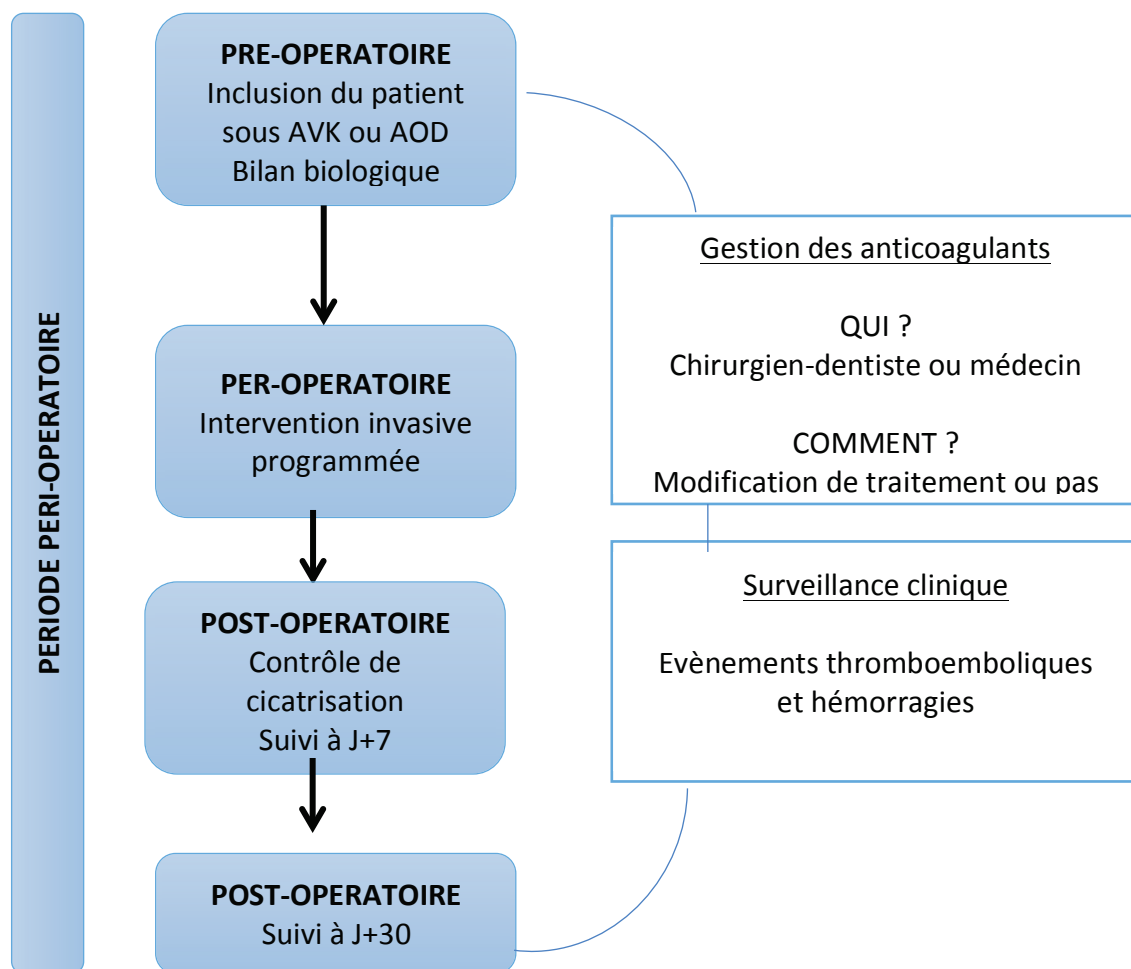 PERIODE PERI-OPERATOIRE
PRE-OPERATOIRE
Inclusion du patient
sous AVK ou AOD
Bilan biologique
PER-OPERATOIRE
Intervention invasive
programmée
POST-OPERATOIRE
Contrôle de
cicatrisation
Suivi à J+7
POST-OPERATOIRE
Suivi à J+30
Gestion des anticoagulants
QUI ?
Chirurgien-dentiste ou médecin
COMMENT ?
Modification de traitement ou pas
Surveillance clinique
Evènements thromboemboliques
et hémorragies